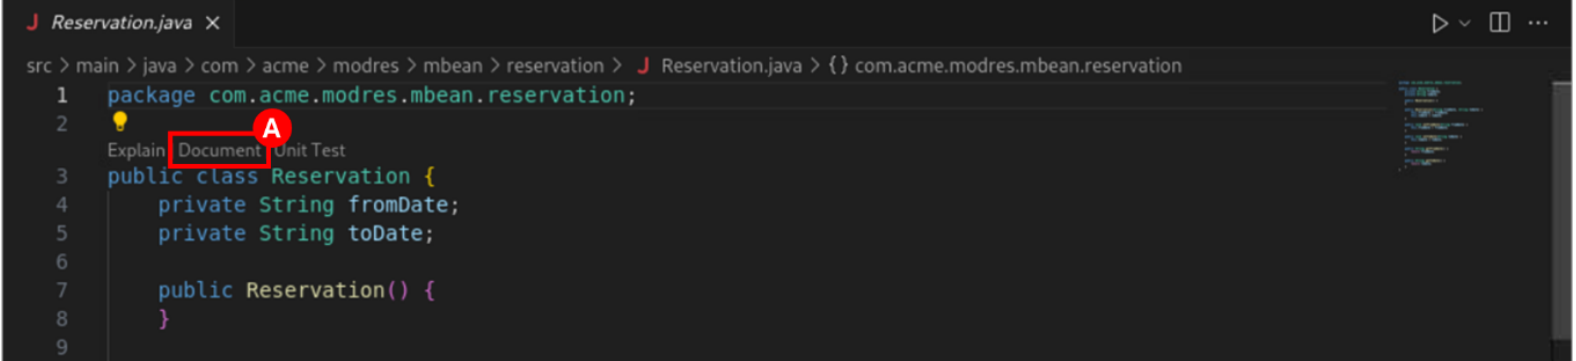 J Reservation.java ×
src > main > java > com > acme > modres > mbean > reservation > J Reservation.java > {} com.acme.modres.mbean.reservation
1 package com.acme.modres.mbean.reservation;
2
A
Explain Document Unit Test
3 public class Reservation {
4 private String fromDate;
5 private String toDate;
6
7 public Reservation() {
8 }
9